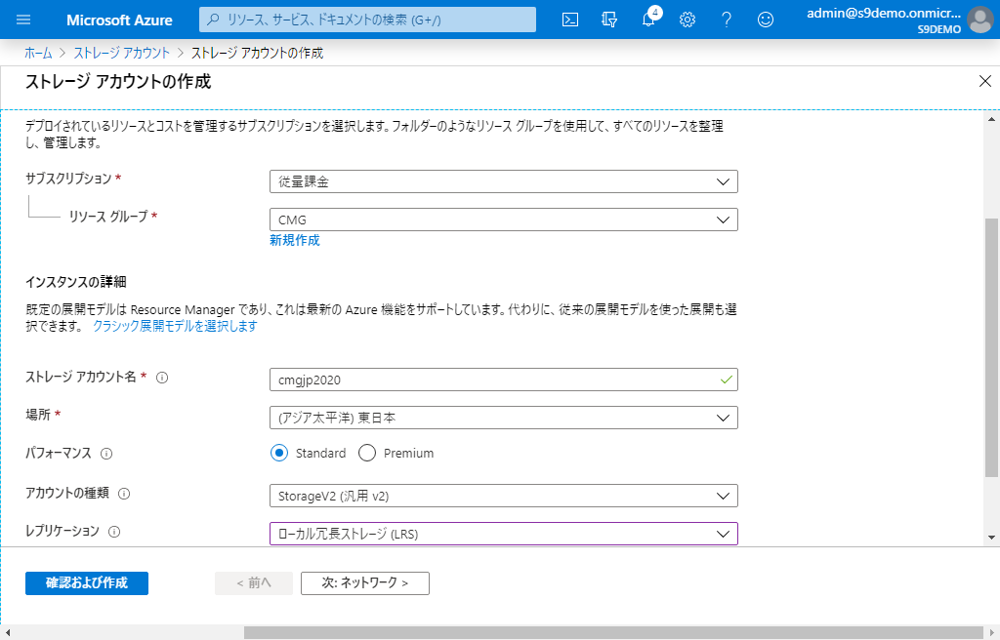 Microsoft Azure
リソース、サービス、ドキュメントの検索 (G+/)
4
?
admin@s9demo.onmicr...
S9DEMO
ホーム > ストレージ アカウント > ストレージ アカウントの作成
ストレージ アカウントの作成
デプロイされているリソースとコストを管理するサブスクリプションを選択します。フォルダーのようなリソース グループを使用して、すべてのリソースを整理
し、管理します。
サブスクリプション *
従量課金
リソース グループ *
CMG
新規作成
インスタンスの詳細
既定の展開モデルは Resource Manager であり、これは最新の Azure 機能をサポートしています。代わりに、従来の展開モデルを使った展開も選
択できます。 クラシック展開モデルを選択します
ストレージ アカウント名 *
cmgjp2020
場所 *
(アジア太平洋) 東日本
パフォーマンス
Standard
Premium
アカウントの種類
StorageV2 (汎用 v2)
レプリケーション
ローカル冗長ストレージ (LRS)
確認および作成
< 前へ
次: ネットワーク >